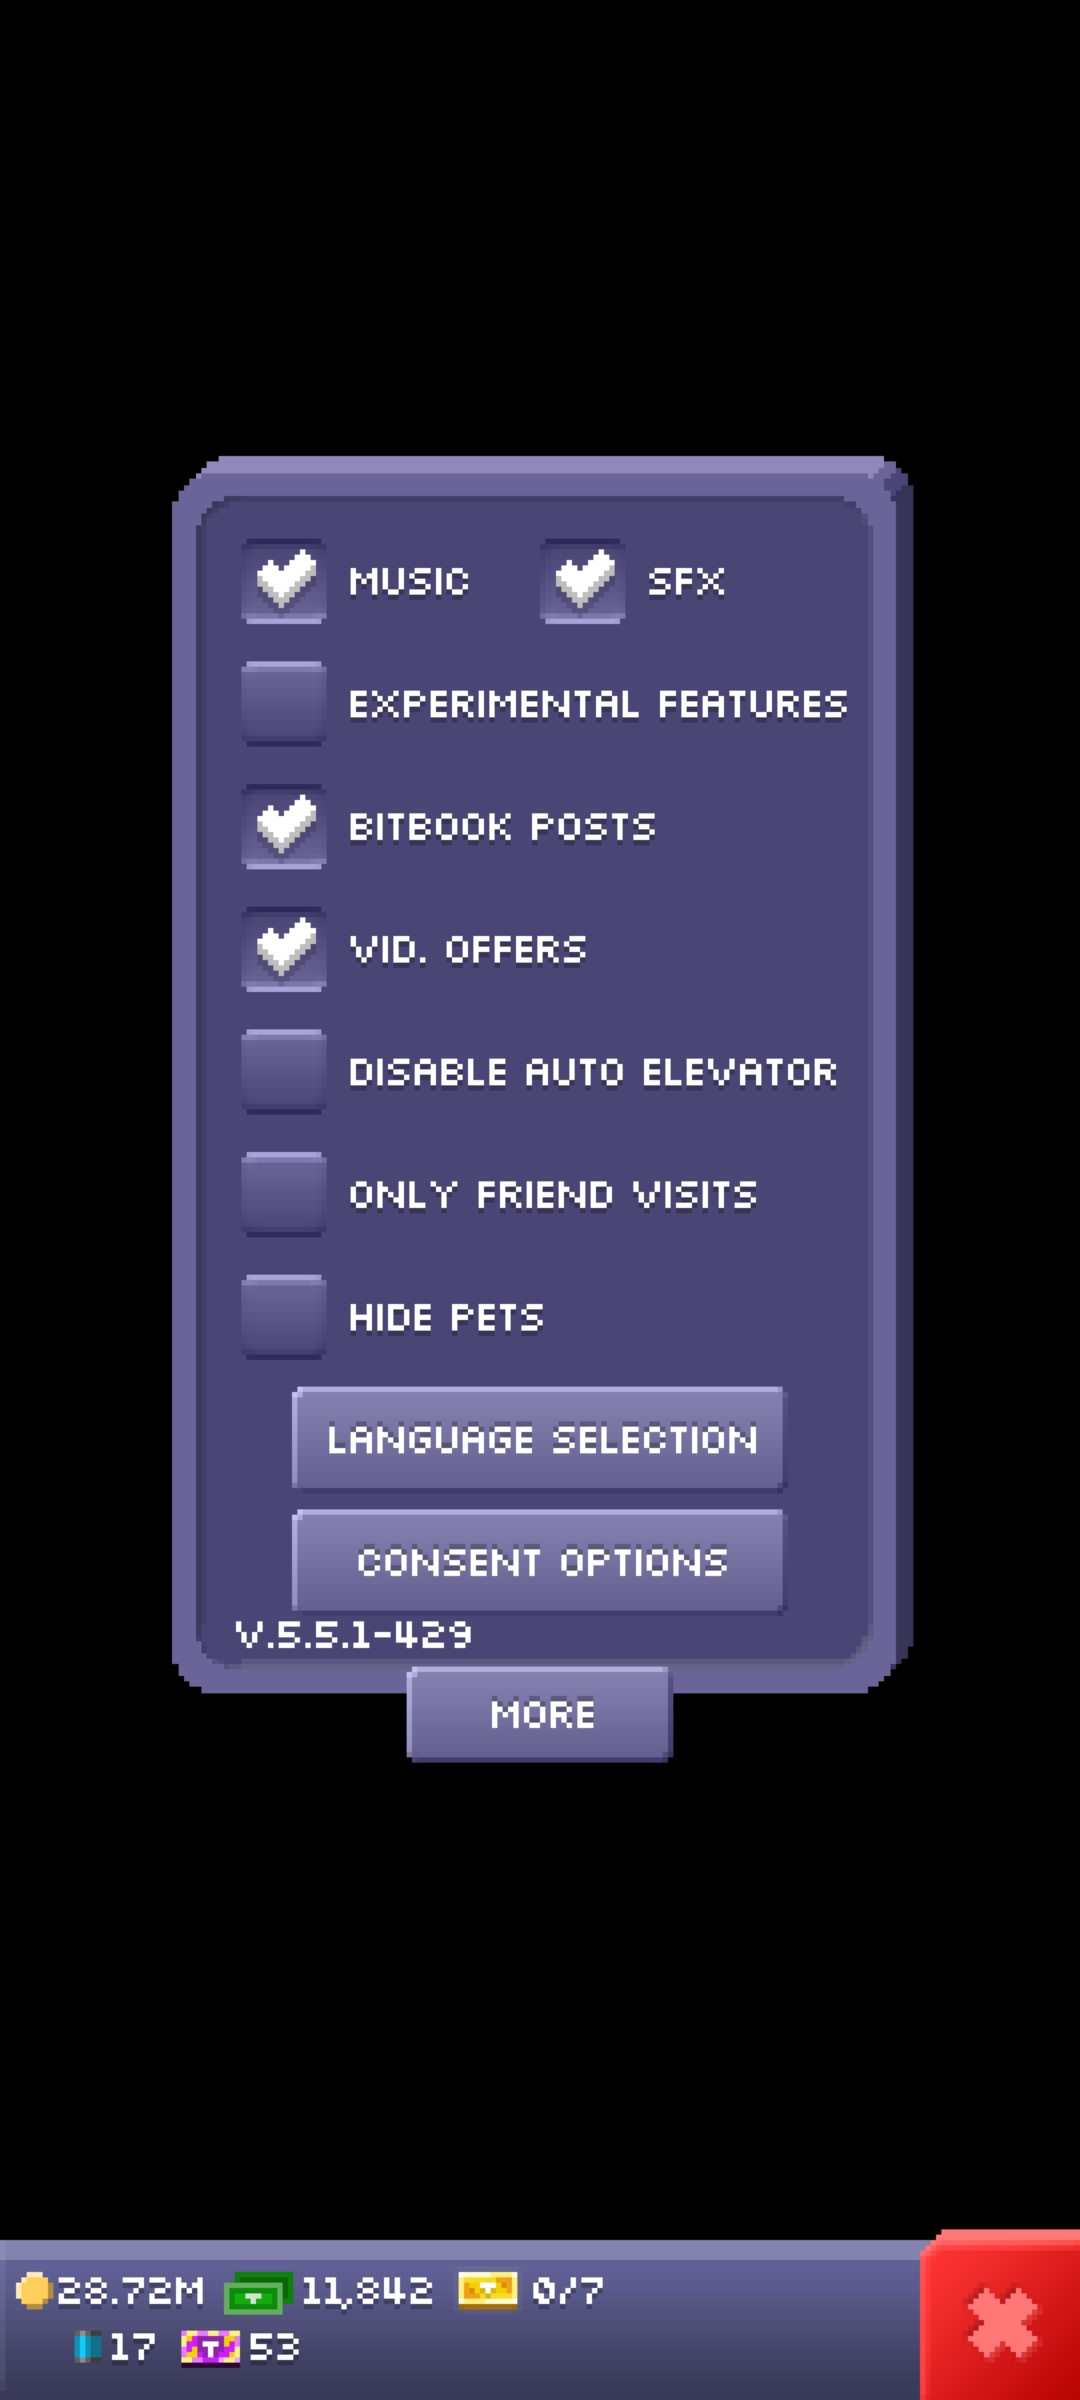 MUSIC SFX
EXPERIMENTAL FEATURES
BITBOOK POSTS
VID. OFFERS
DISABLE AUTO ELEVATOR
ONLY FRIEND VISITS
HIDE PETS
LANGUAGE SELECTION
CONSENT OPTIONS
V.5.5.1-429
MORE
28.72M 11,842 0/7
17 53